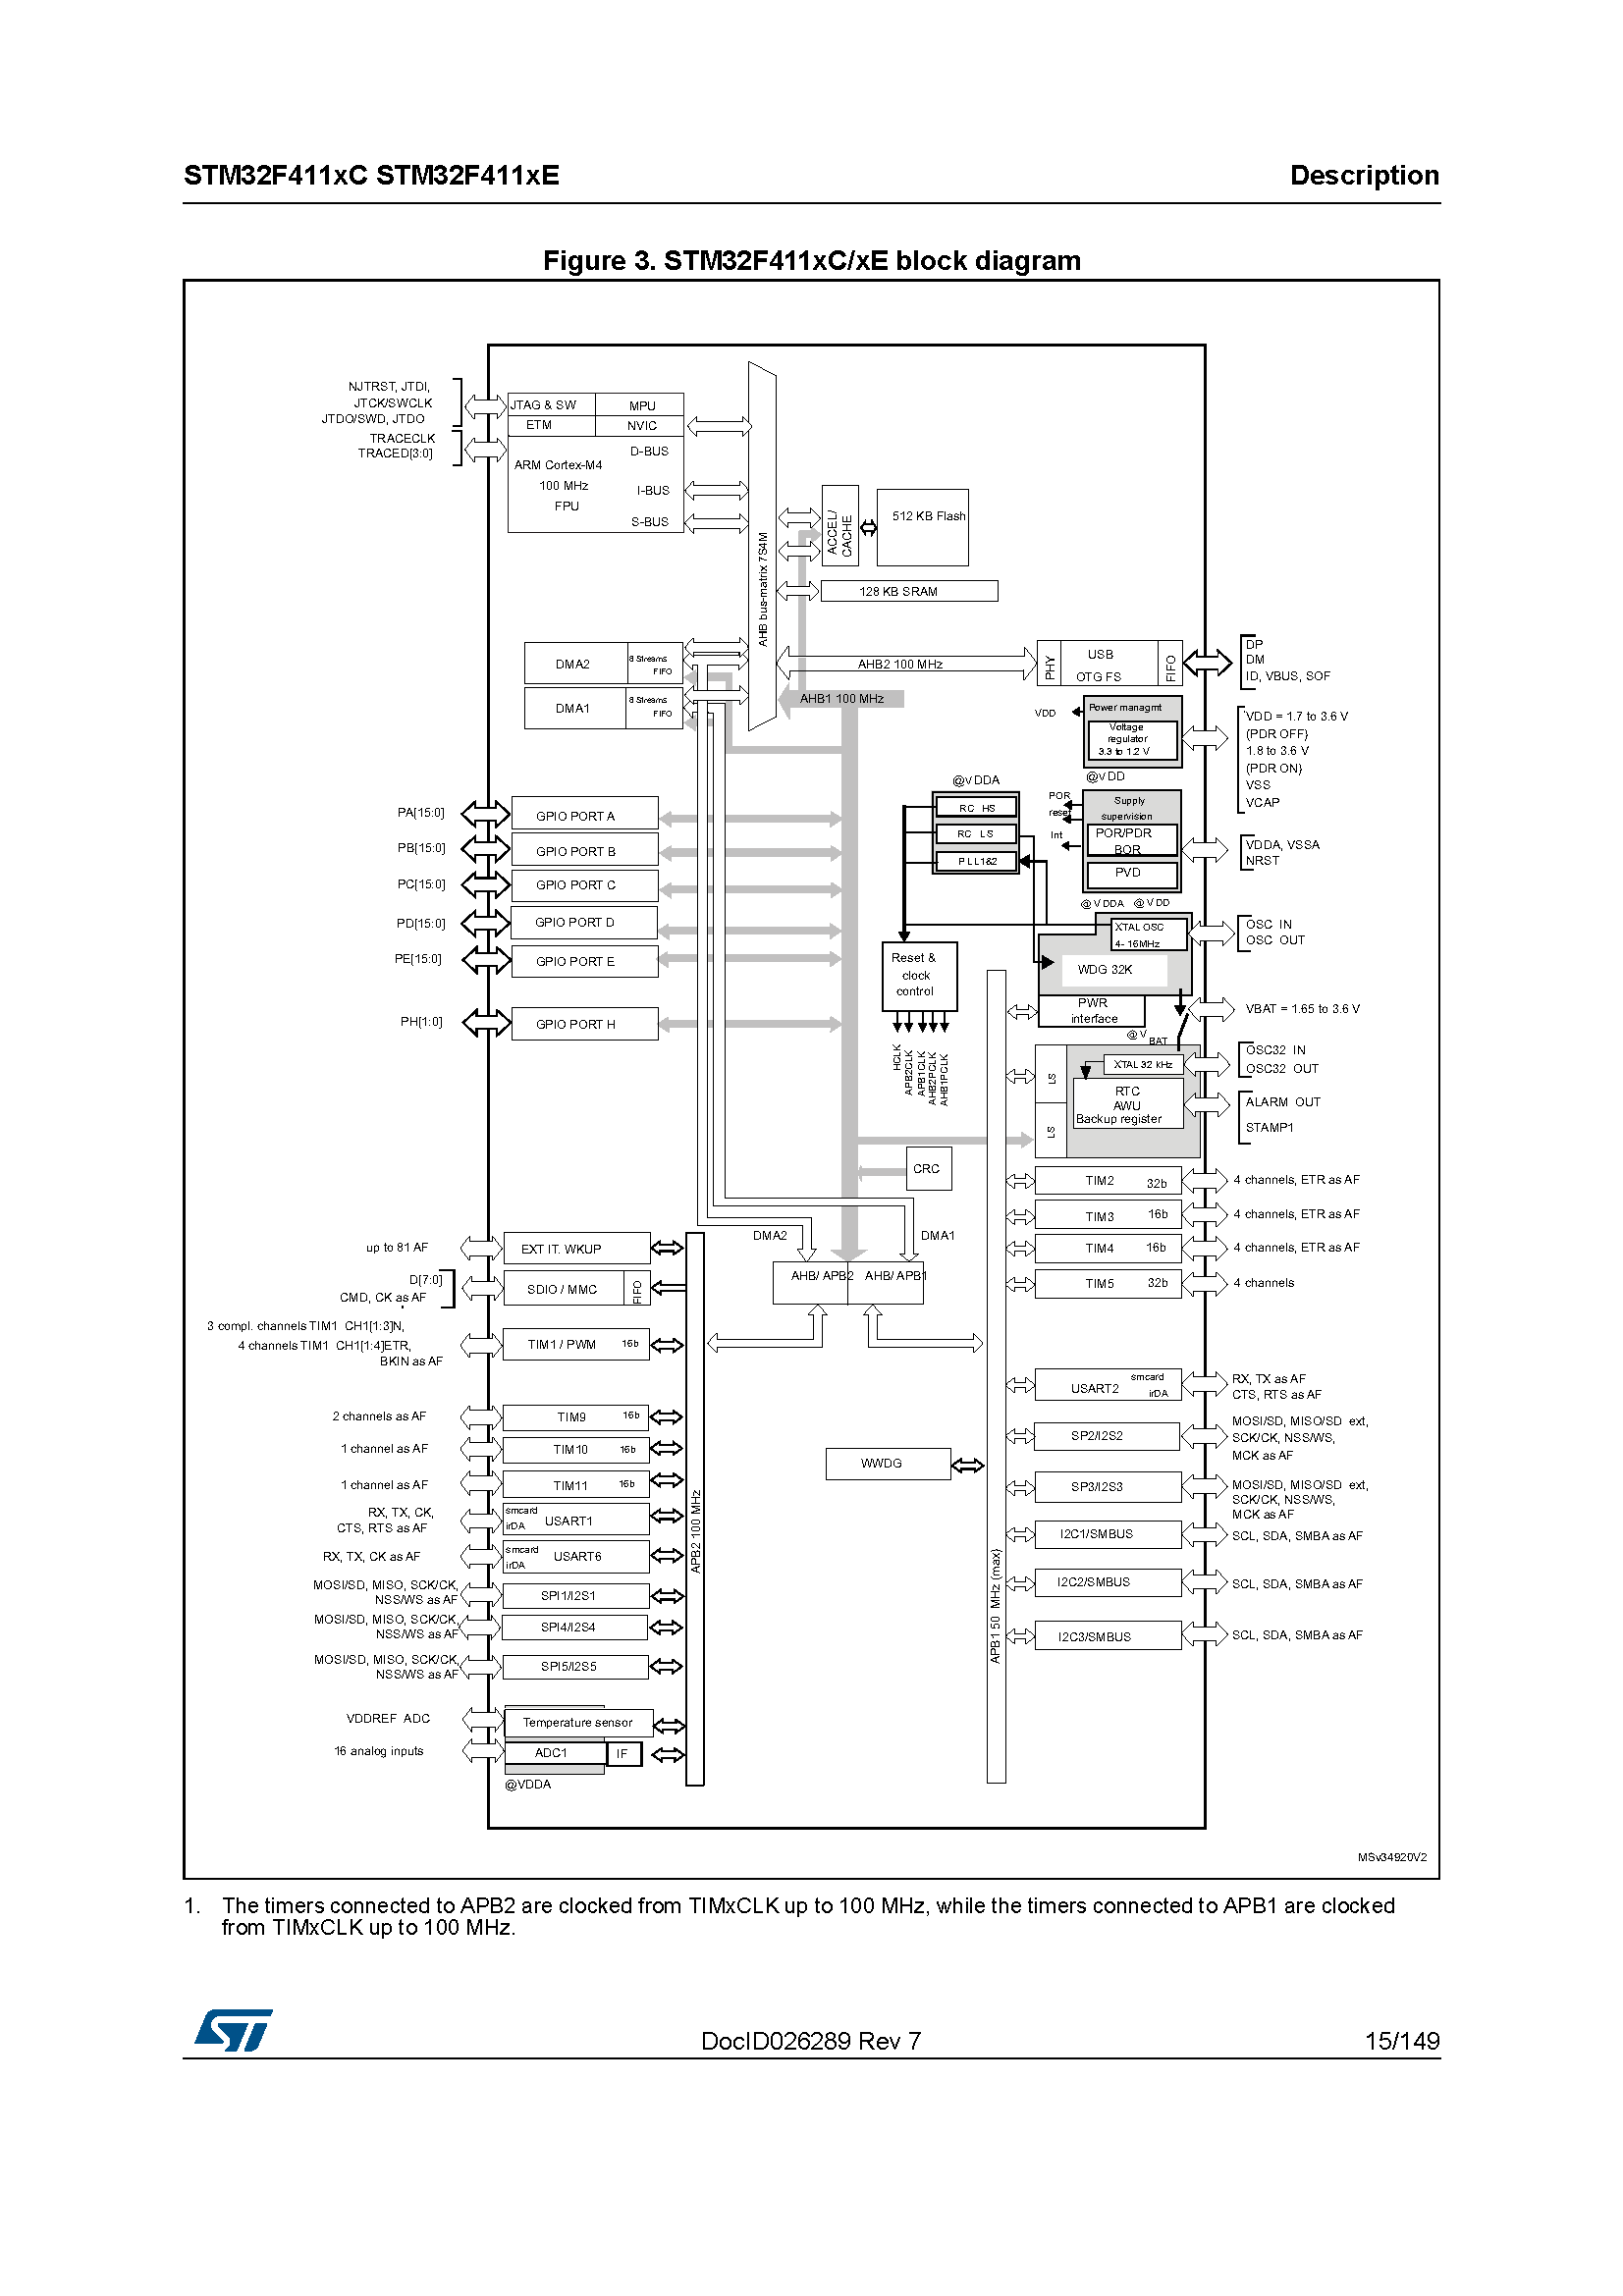 STM32F411xC STM32F411xE
Description
Figure 3. STM32F411xC/xE block diagram
NJTRST, JTDI,
JTCK/SWCLK
JTDO/SWD, JTDO
TRACECLK
TRACED[3:0]
JTAG & SW
MPU
ETM
NVIC
D-BUS
ARM Cortex-M4
100 MHz
FPU
I-BUS
S-BUS
AHB bus-matrix 7S4M
ACCEL/
CACHE
512 KB Flash
128 KB SRAM
DMA2
8 Streams
FIFO
DMA1
8 Streams
FIFO
AHB2 100 MHz
AHB1 100 MHz
PHY
USB
OTG FS
FIFO
DP
DM
ID, VBUS, SOF
VDD
Power managmt
Voltage
regulator
3.3 to 1.2 V
@VDD
VDD = 1.7 to 3.6 V
(PDR OFF)
1.8 to 3.6 V
(PDR ON)
VSS
VCAP
@VDDA
RC HS
RC LS
PLL1&2
POR
reset
Int
Supply
supervision
POR/PDR
BOR
PVD
VDDA, VSSA
NRST
@VDDA @VDD
XTAL OSC
4- 16MHz
WDG 32K
OSC IN
OSC OUT
PWR
interface
VBAT = 1.65 to 3.6 V
@V BAT
Reset &
clock
control
HCLK
APB2CLK
APB1CLK
AHB2PCLK
AHB1PCLK
LS
LS
XTAL 32 kHz
RTC
AWU
Backup register
OSC32 IN
OSC32 OUT
ALARM OUT
STAMP1
PA[15:0]
GPIO PORT A
PB[15:0]
GPIO PORT B
PC[15:0]
GPIO PORT C
PD[15:0]
GPIO PORT D
PE[15:0]
GPIO PORT E
PH[1:0]
GPIO PORT H
CRC
DMA2
DMA1
AHB/ APB2
AHB/ APB1
TIM2
32b
4 channels, ETR as AF
TIM3
16b
4 channels, ETR as AF
TIM4
16b
4 channels, ETR as AF
TIM5
32b
4 channels
up to 81 AF
EXT IT. WKUP
D[7:0]
CMD, CK as AF
SDIO / MMC
FIFO
3 compl. channels TIM1 CH1[1:3]N,
4 channels TIM1 CH1[1:4]ETR,
BKIN as AF
TIM1 / PWM
16b
2 channels as AF
TIM9
16b
1 channel as AF
TIM10
16b
1 channel as AF
TIM11
16b
RX, TX, CK,
CTS, RTS as AF
smcard
irDA
USART1
RX, TX, CK as AF
smcard
irDA
USART6
MOSI/SD, MISO, SCK/CK,
NSS/WS as AF
SPI1/I2S1
MOSI/SD, MISO, SCK/CK,
NSS/WS as AF
SPI4/I2S4
MOSI/SD, MISO, SCK/CK,
NSS/WS as AF
SPI5/I2S5
VDDREF ADC
Temperature sensor
16 analog inputs
ADC1
IF
@VDDA
APB2 100 MHz
WWDG
APB1 50 MHz (max)
USART2
smcard
irDA
RX, TX as AF
CTS, RTS as AF
SP2/I2S2
MOSI/SD, MISO/SD ext,
SCK/CK, NSS/WS,
MCK as AF
SP3/I2S3
MOSI/SD, MISO/SD ext,
SCK/CK, NSS/WS,
MCK as AF
I2C1/SMBUS
SCL, SDA, SMBA as AF
I2C2/SMBUS
SCL, SDA, SMBA as AF
I2C3/SMBUS
SCL, SDA, SMBA as AF
MSv34920V2
1. The timers connected to APB2 are clocked from TIMxCLK up to 100 MHz, while the timers connected to APB1 are clocked
from TIMxCLK up to 100 MHz.
ST
DocID026289 Rev 7
15/149